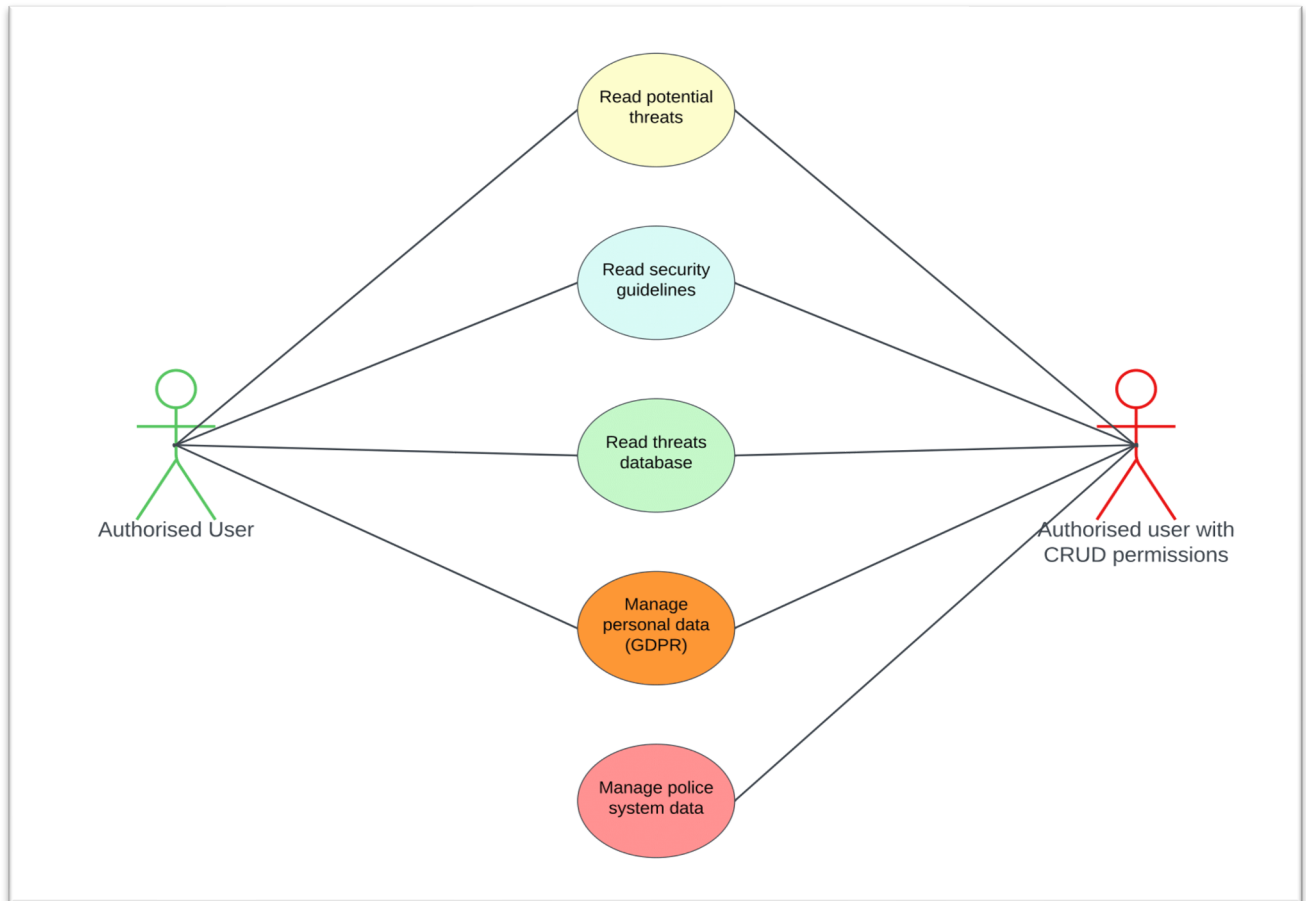 Read potential
threats
Read security
guidelines
Read threats
database
Authorised User
Authorised user with
CRUD permissions
Manage
personal data
(GDPR)
Manage police
system data